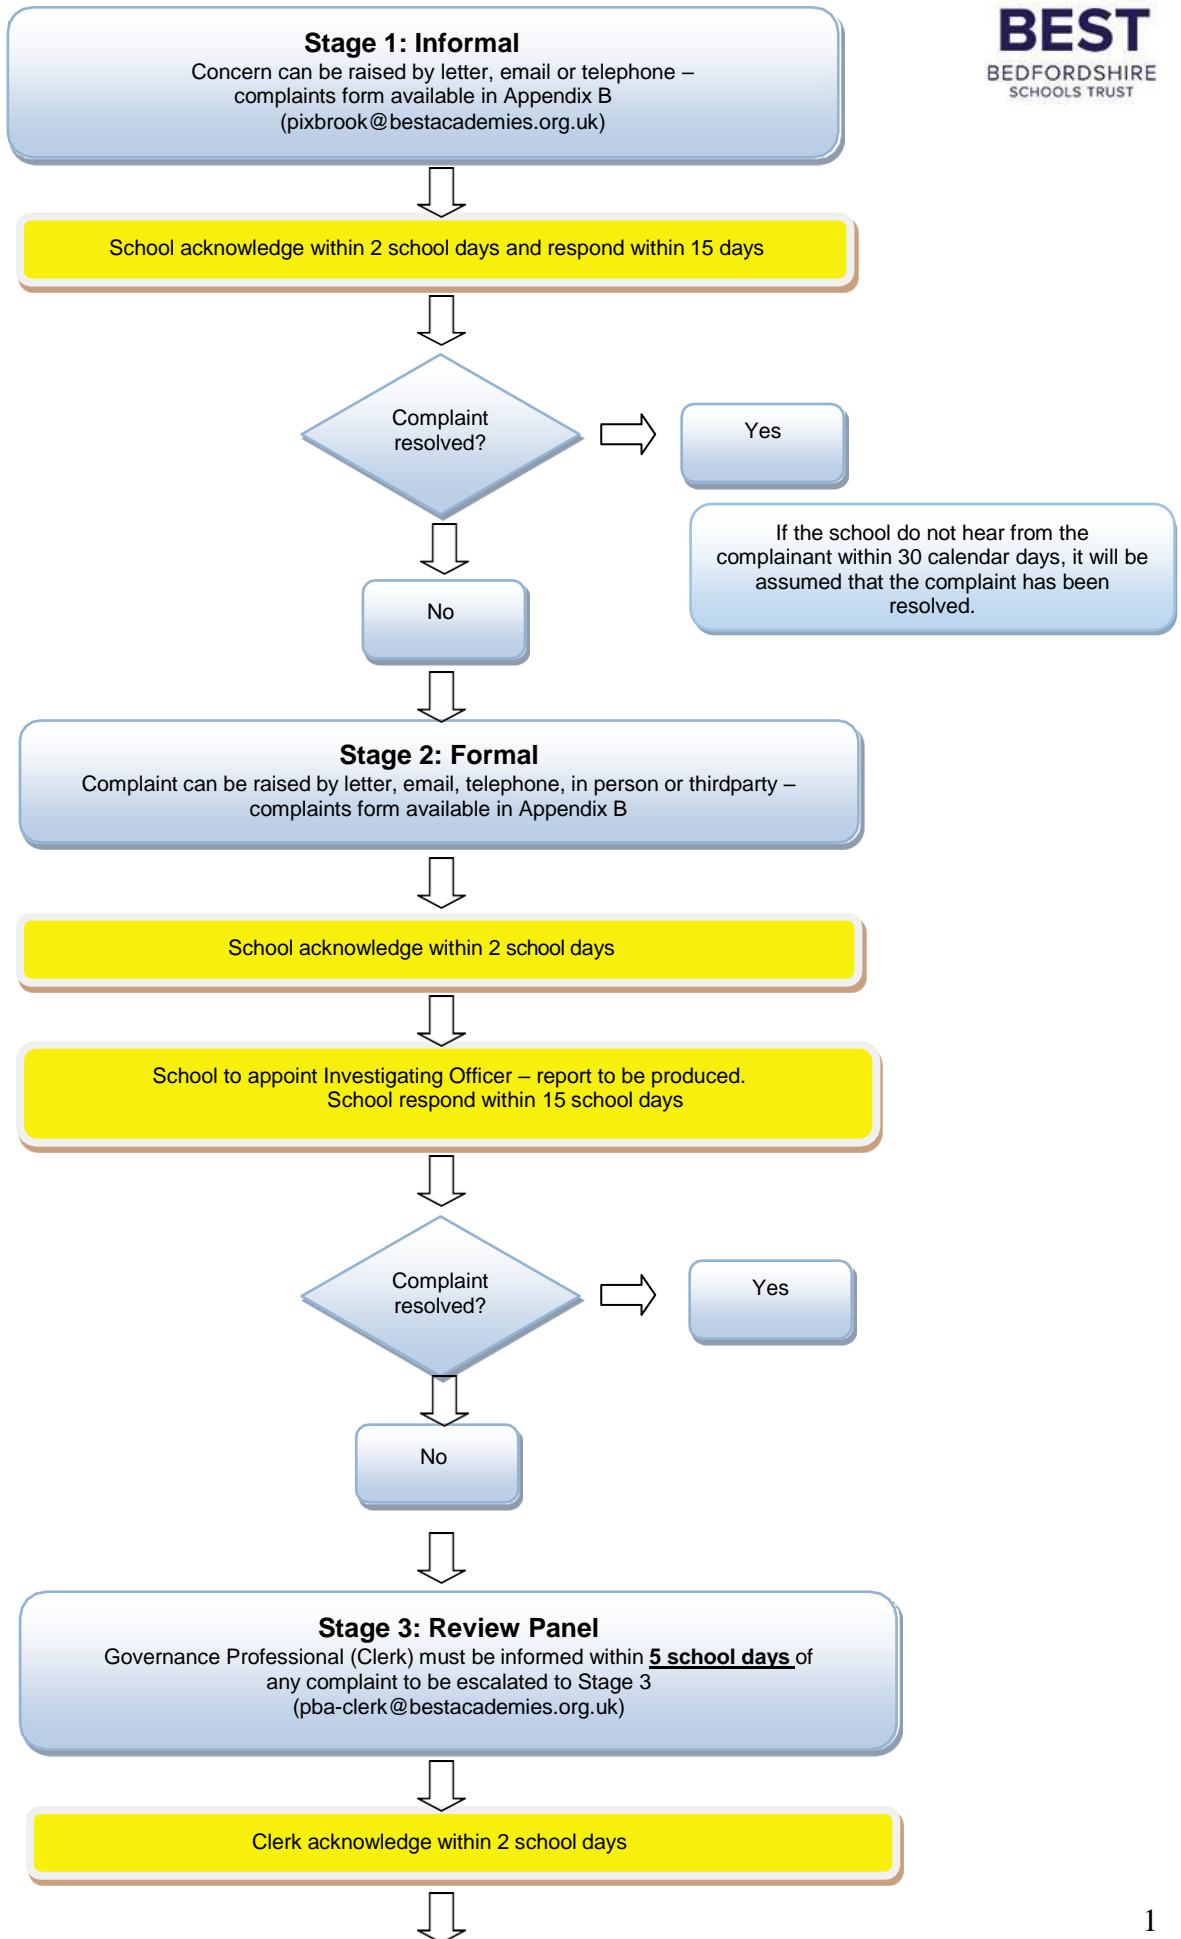 BEST
BEDFORDSHIRE
SCHOOLS TRUST
Stage 1: Informal
Concern can be raised by letter, email or telephone –
complaints form available in Appendix B
(pixbrook@bestacademies.org.uk)
School acknowledge within 2 school days and respond within 15 days
Complaint
resolved?
Yes
If the school do not hear from the
complainant within 30 calendar days, it will be
assumed that the complaint has been
resolved.
No
Stage 2: Formal
Complaint can be raised by letter, email, telephone, in person or thirdparty –
complaints form available in Appendix B
School acknowledge within 2 school days
School to appoint Investigating Officer – report to be produced.
School respond within 15 school days
Complaint
resolved?
Yes
No
Stage 3: Review Panel
Governance Professional (Clerk) must be informed within 5 school days of
any complaint to be escalated to Stage 3
(pba-clerk@bestacademies.org.uk)
Clerk acknowledge within 2 school days
1